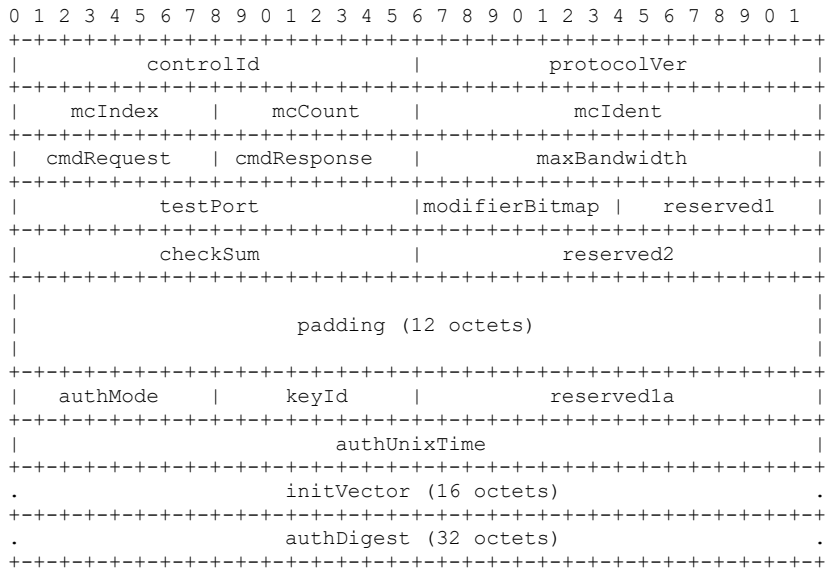 0 1 2 3 4 5 6 7 8 9 0 1 2 3 4 5 6 7 8 9 0 1 2 3 4 5 6 7 8 9 0 1
+-+-+-+-+-+-+-+-+-+-+-+-+-+-+-+-+-+-+-+-+-+-+-+-+-+-+-+-+-+-+-+-+
|          controlId            |          protocolVer          |
+-+-+-+-+-+-+-+-+-+-+-+-+-+-+-+-+-+-+-+-+-+-+-+-+-+-+-+-+-+-+-+-+
|    mcIndex    |    mcCount    |            mcIdent            |
+-+-+-+-+-+-+-+-+-+-+-+-+-+-+-+-+-+-+-+-+-+-+-+-+-+-+-+-+-+-+-+-+
|  cmdRequest   | cmdResponse   |         maxBandwidth          |
+-+-+-+-+-+-+-+-+-+-+-+-+-+-+-+-+-+-+-+-+-+-+-+-+-+-+-+-+-+-+-+-+
|           testPort            |modifierBitmap |   reserved1   |
+-+-+-+-+-+-+-+-+-+-+-+-+-+-+-+-+-+-+-+-+-+-+-+-+-+-+-+-+-+-+-+-+
|           checkSum            |           reserved2           |
+-+-+-+-+-+-+-+-+-+-+-+-+-+-+-+-+-+-+-+-+-+-+-+-+-+-+-+-+-+-+-+-+
|                                                               |
|                      padding (12 octets)                      |
|                                                               |
+-+-+-+-+-+-+-+-+-+-+-+-+-+-+-+-+-+-+-+-+-+-+-+-+-+-+-+-+-+-+-+-+
|   authMode    |     keyId     |          reserved1a           |
+-+-+-+-+-+-+-+-+-+-+-+-+-+-+-+-+-+-+-+-+-+-+-+-+-+-+-+-+-+-+-+-+
|                         authUnixTime                          |
+-+-+-+-+-+-+-+-+-+-+-+-+-+-+-+-+-+-+-+-+-+-+-+-+-+-+-+-+-+-+-+-+
.                     initVector (16 octets)                    .
+-+-+-+-+-+-+-+-+-+-+-+-+-+-+-+-+-+-+-+-+-+-+-+-+-+-+-+-+-+-+-+-+
.                     authDigest (32 octets)                    .
+-+-+-+-+-+-+-+-+-+-+-+-+-+-+-+-+-+-+-+-+-+-+-+-+-+-+-+-+-+-+-+-+